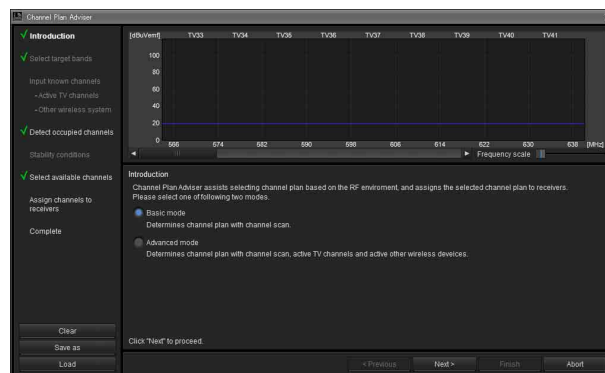 Channel Plan Adviser
Introduction
Select target bands
Input known channels
-Active TV channels
-Other wireless system
Detect occupied channels
Stability conditions
Select available channels
Assign channels to
receivers
Complete
Clear
Save as
Load
[dBuVemf] TV33 TV34 TV35 TV36 TV37 TV38 TV39 TV40 TV41
100
80
60
40
20
0
566 574 582 590 598 606 614 622 630 638 [MHz]
Frequency scale
Introduction
Channel Plan Adviser assists selecting channel plan based on the RF enviroment, and assigns the selected channel plan to receivers.
Please select one of following two modes.
Basic mode
Determines channel plan with channel scan.
Advanced mode
Determines channel plan with channel scan, active TV channels and active other wireless deveices.
Click "Next" to proceed.
< Previous Next > Finish Abort